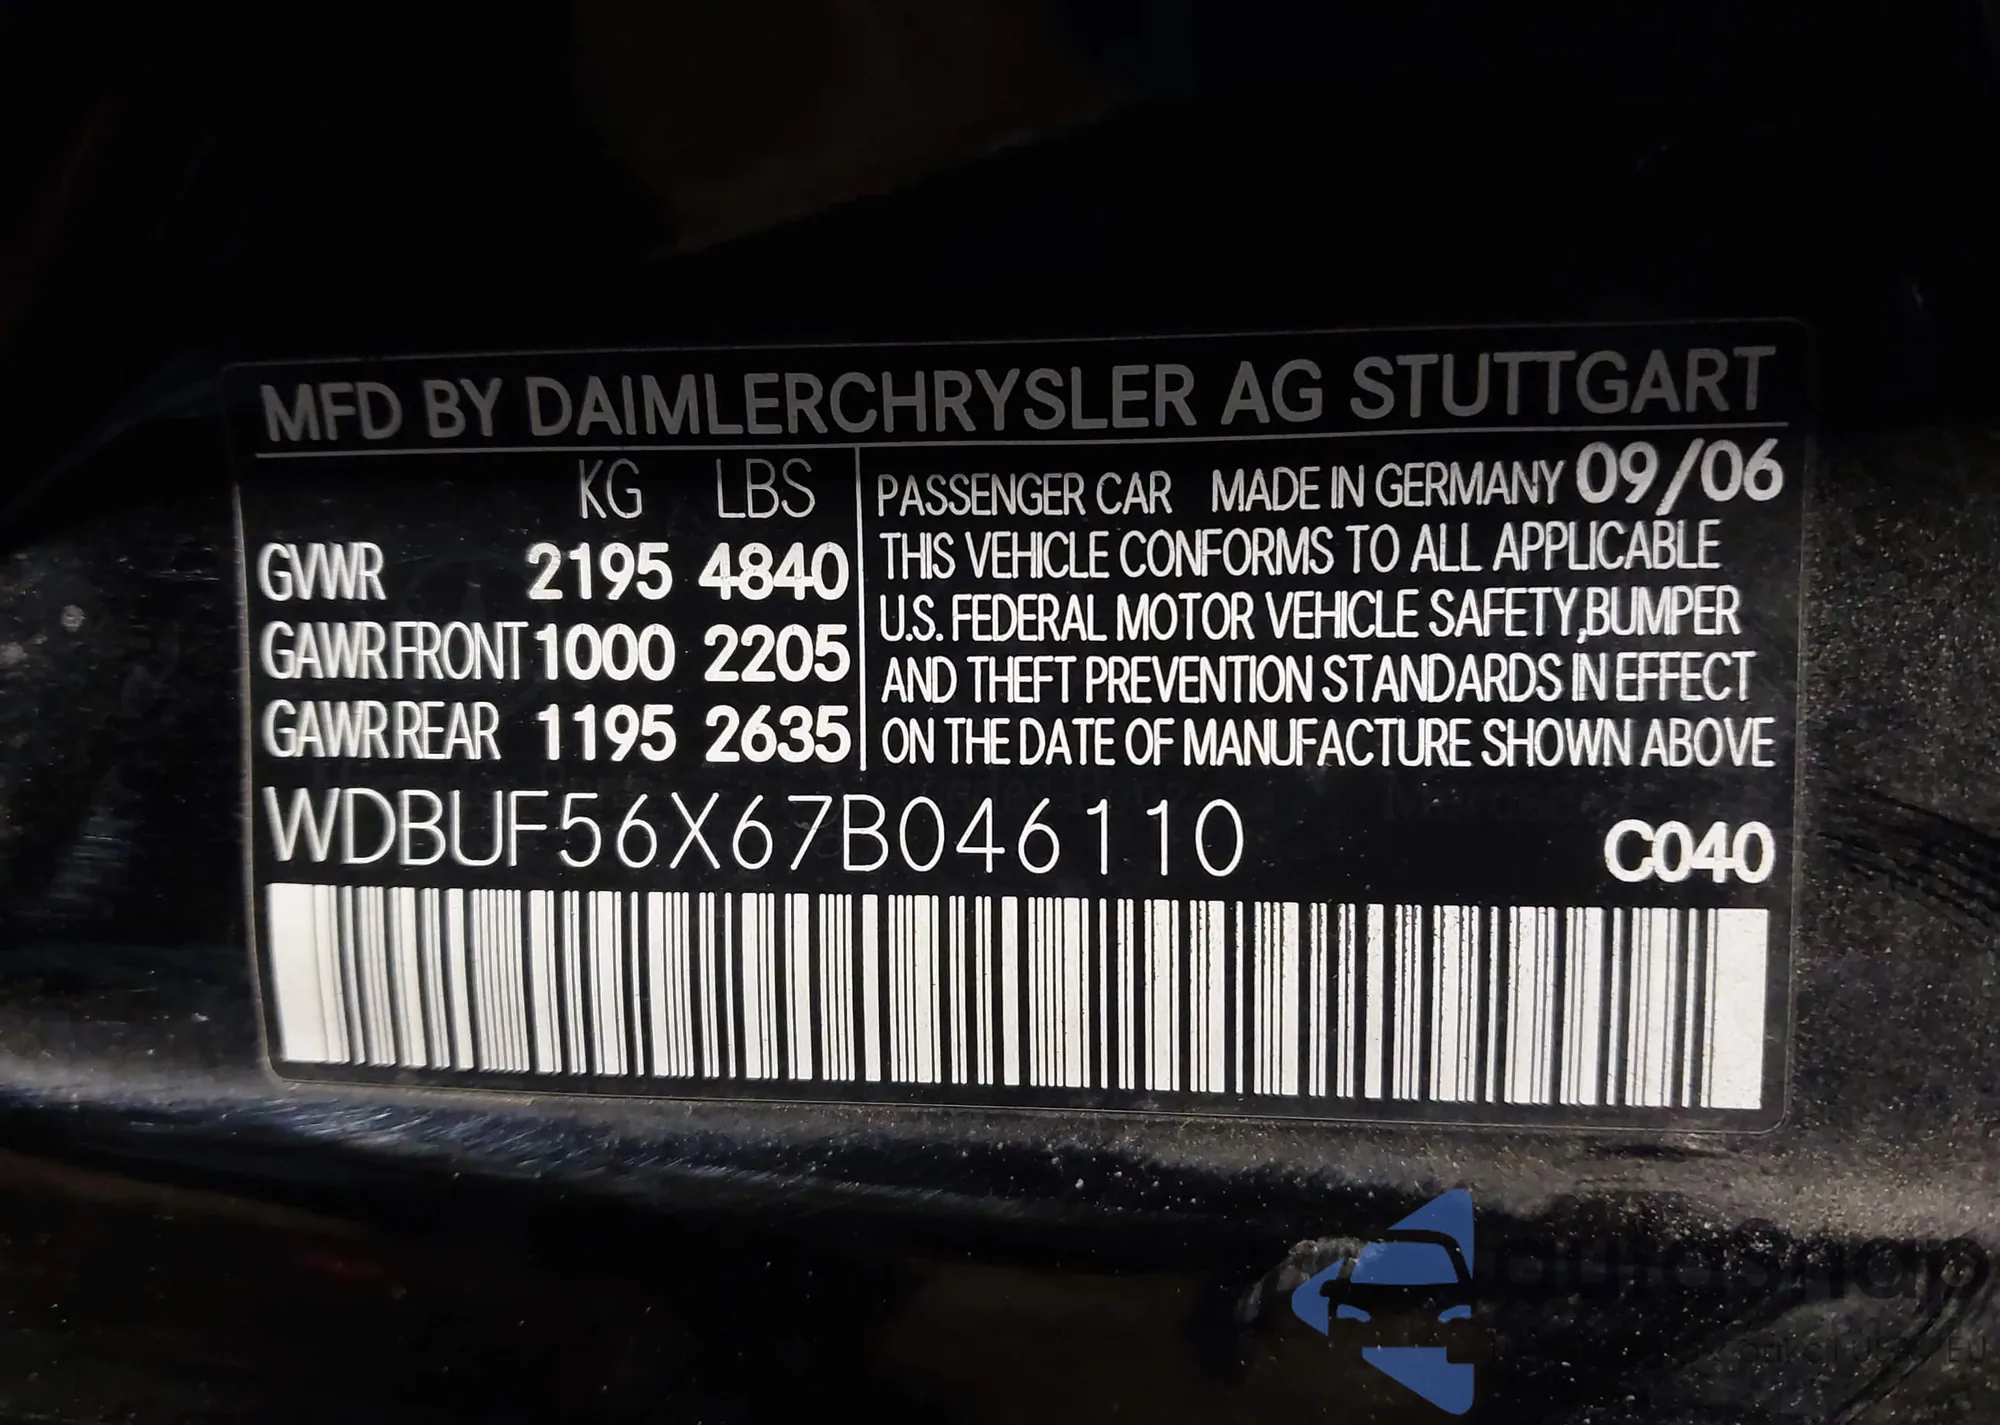 MFD BY DAIMLERCHRYSLER AG STUTTGART
KG LBS
GVWR 2195 4840
GAWR FRONT 1000 2205
GAWR REAR 1195 2635
PASSENGER CAR MADE IN GERMANY 09/06
THIS VEHICLE CONFORMS TO ALL APPLICABLE
U.S. FEDERAL MOTOR VEHICLE SAFETY,BUMPER
AND THEFT PREVENTION STANDARDS IN EFFECT
ON THE DATE OF MANUFACTURE SHOWN ABOVE
WDBUF56X67B046110 C040
autoSnap
EU